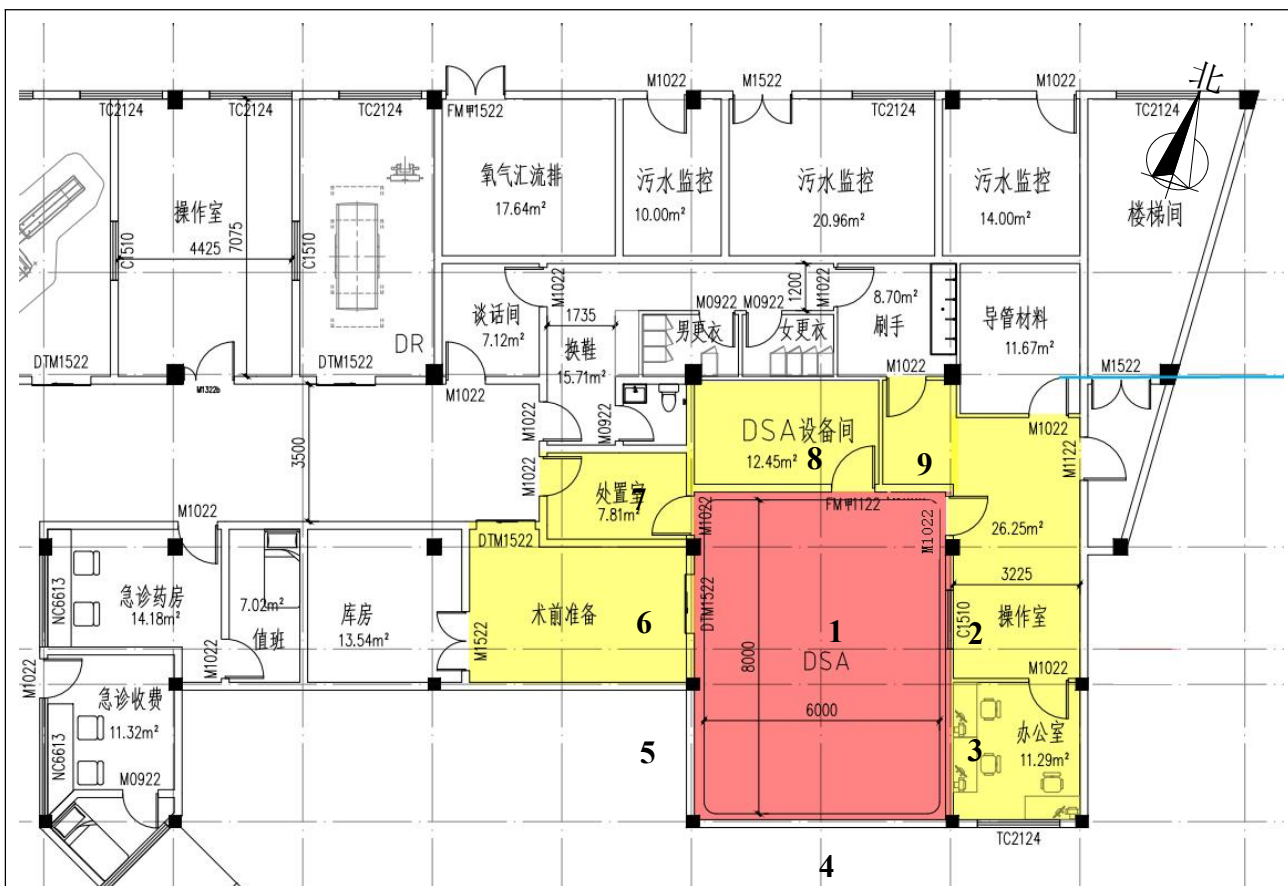 M1022
M1522
M1022
北
TC2124
TC2124
TC2124
FM甲1522
TC2124
TC2124
操作室
4425
7075
C1510
C1510
氧气汇流排
17.64m²
污水监控
10.00m²
污水监控
20.96m²
污水监控
14.00m²
楼梯间
DR
谈话间
7.12m²
M1022
1735
换鞋
15.71m²
M0922
M0922
男更衣
女更衣
1200
M1022
8.70m²
刷手
导管材料
11.67m²
DTM1522
M1322b
DTM1522
M1022
M1022
M1522
3500
M1022
M0922
DSA设备间
12.45m²
8
9
M1022
M1122
M1022
处置室
7.81m²
7
M1022
FM甲1122
M1022
26.25m²
M1022
DTM1522
NC6613
急诊药房
14.18m²
7.02m²
值班
M1022
库房
13.54m²
M1522
术前准备
6
DTM1522
1
DSA
8000
6000
C1510
2
3225
操作室
M1022
M1022
急诊收费
11.32m²
NC6613
M0922
5
3
办公室
11.29m²
TC2124
4